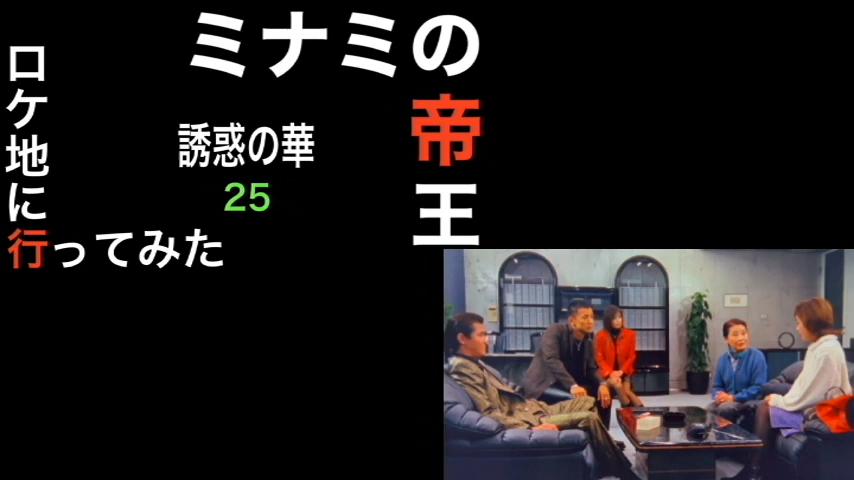 ミナミの
帝王
誘惑の華
25
ロケ地に
行ってみた